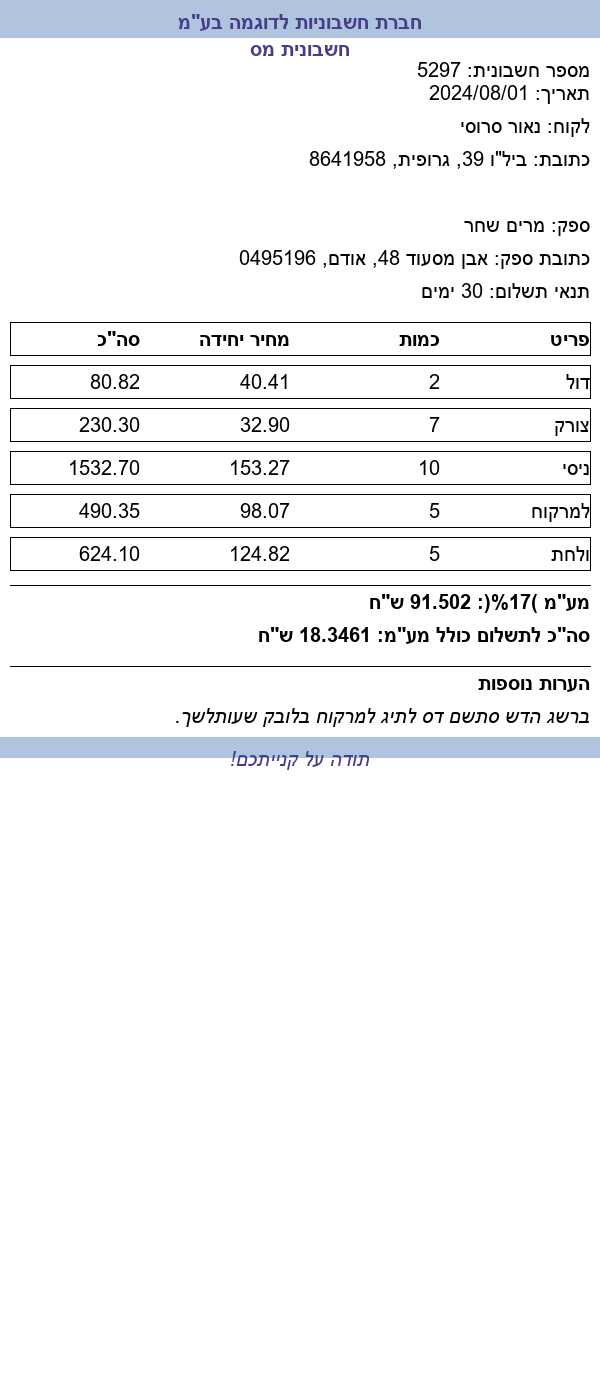 חברת חשבוניות לדוגמה בע"מ
חשבונית מס
מספר חשבונית: 5297
תאריך: 2024/08/01
לקוח: נאור סרוסי
כתובת: ביל"ו 39, גרופית, 8641958
ספק: מרים שחר
כתובת ספק: אבן מסעוד 48, אודם, 0495196
תנאי תשלום: 30 ימים
פריט כמות מחיר יחידה סה"כ
דול 2 40.41 80.82
צורק 7 32.90 230.30
ניסי 10 153.27 1532.70
למרקוח 5 98.07 490.35
ולחת 5 124.82 624.10
מע"מ )17%(: 91.502 ש"ח
סה"כ לתשלום כולל מע"מ: 18.3461 ש"ח
הערות נוספות
ברשג הדש סתשם דס לתיג למרקוח בלובק שעותלשך.
תודה על קנייתכם!